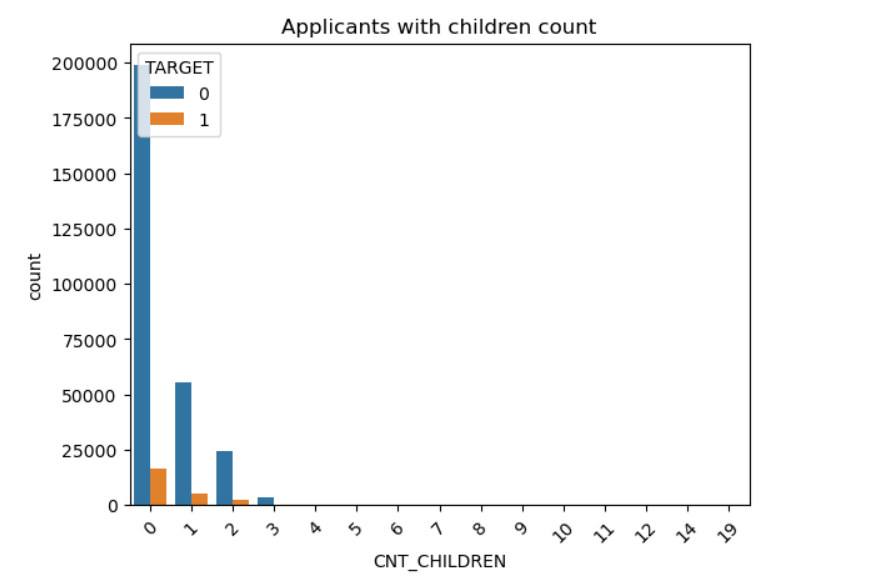 Applicants with children count
TARGET
0
1
200000
175000
150000
125000
100000
75000
50000
25000
0
count
0 1 2 3 4 5 6 7 8 9 10 11 12 14 19
CNT_CHILDREN